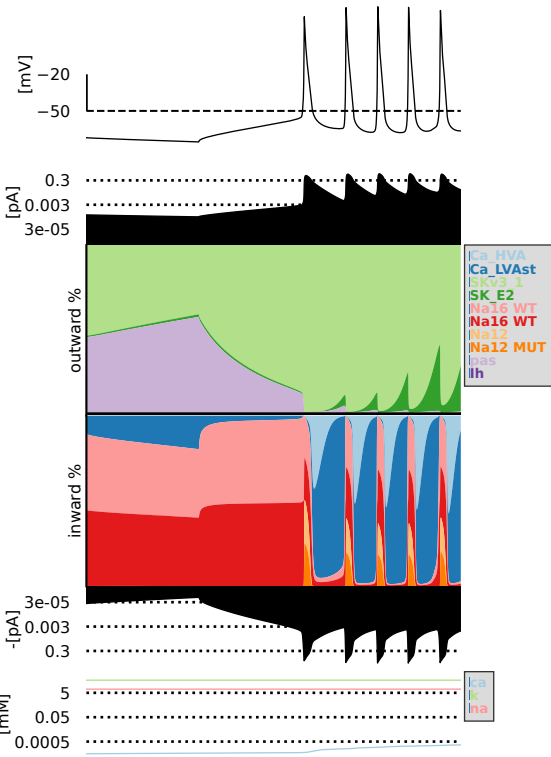 [mV]
−20
−50
[pA]
0.3
0.003
3e-05
outward %
Ca_HVA
Ca_LVAst
SKv3_1
SK_E2
Na16 WT
Na16 WT
Na12
Na12 MUT
pas
Ih
inward %
-[pA]
3e-05
0.003
0.3
[mM]
5
0.05
0.0005
ca
k
na